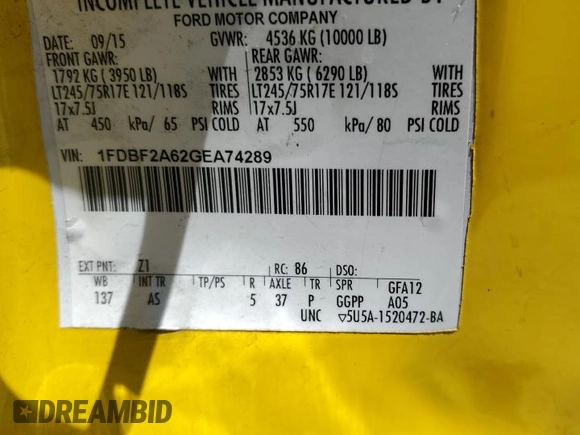 INCOMPLETE VEHICLE MANUFACTURED BY
FORD MOTOR COMPANY
DATE: 09/15 GVWR: 4536 KG (10000 LB)
FRONT GAWR: REAR GAWR:
1792 KG ( 3950 LB) WITH 2853 KG ( 6290 LB) WITH
LT245/75R17E 121/118S TIRES LT245/75R17E 121/118S TIRES
17x7.5J RIMS 17x7.5J RIMS
AT 450 kPa/ 65 PSI COLD AT 550 kPa/ 80 PSI COLD
VIN: 1FDBF2A62GEA74289
EXT PNT: Z1 RC: 86 DSO:
WB INT TR TP/PS R AXLE TR SPR GFA12
137 AS 5 37 P GGPP A05
UNC ▽5U5A-1520472-BA
DREAMBID